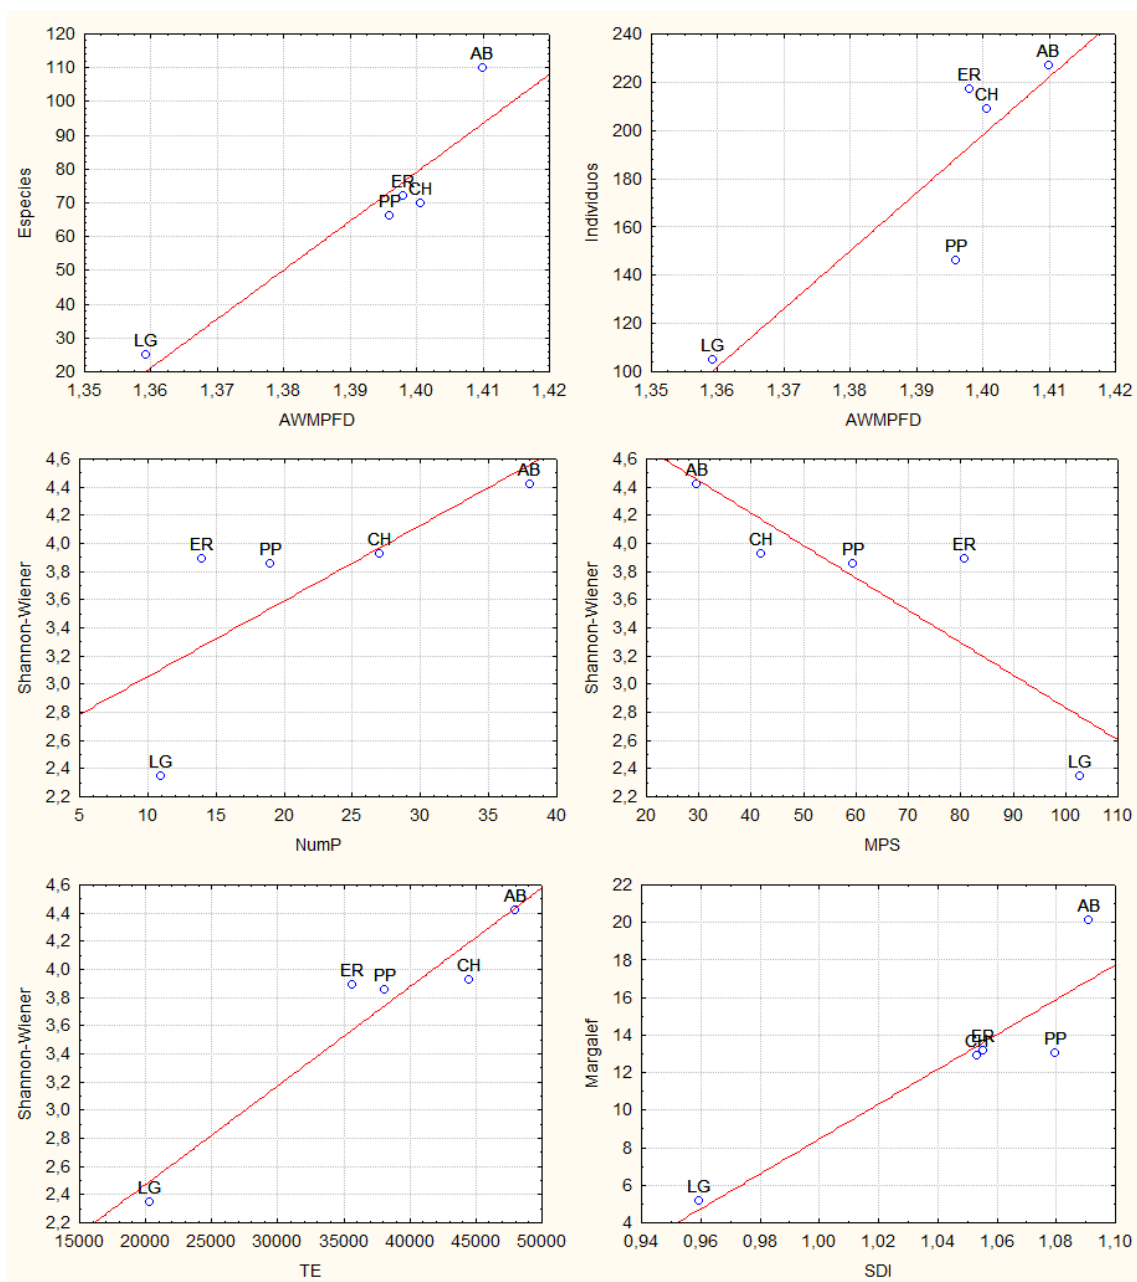 120
110
100
90
80
70
60
50
40
30
20
Especies
AB
ER
CH
PP
LG
1,35 1,36 1,37 1,38 1,39 1,40 1,41 1,42
AWMPFD
240
220
200
180
160
140
120
100
Individuos
AB
ER
CH
PP
LG
1,35 1,36 1,37 1,38 1,39 1,40 1,41 1,42
AWMPFD
4,6
4,4
4,2
4,0
3,8
3,6
3,4
3,2
3,0
2,8
2,6
2,4
2,2
Shannon-Wiener
AB
ER PP CH
LG
5 10 15 20 25 30 35 40
NumP
4,6
4,4
4,2
4,0
3,8
3,6
3,4
3,2
3,0
2,8
2,6
2,4
2,2
Shannon-Wiener
AB
CH PP ER
LG
20 30 40 50 60 70 80 90 100 110
MPS
4,6
4,4
4,2
4,0
3,8
3,6
3,4
3,2
3,0
2,8
2,6
2,4
2,2
Shannon-Wiener
AB
ER PP CH
LG
15000 20000 25000 30000 35000 40000 45000 50000
TE
22
20
18
16
14
12
10
8
6
4
Margalef
AB
ER
CH
PP
LG
0,94 0,96 0,98 1,00 1,02 1,04 1,06 1,08 1,10
SDI